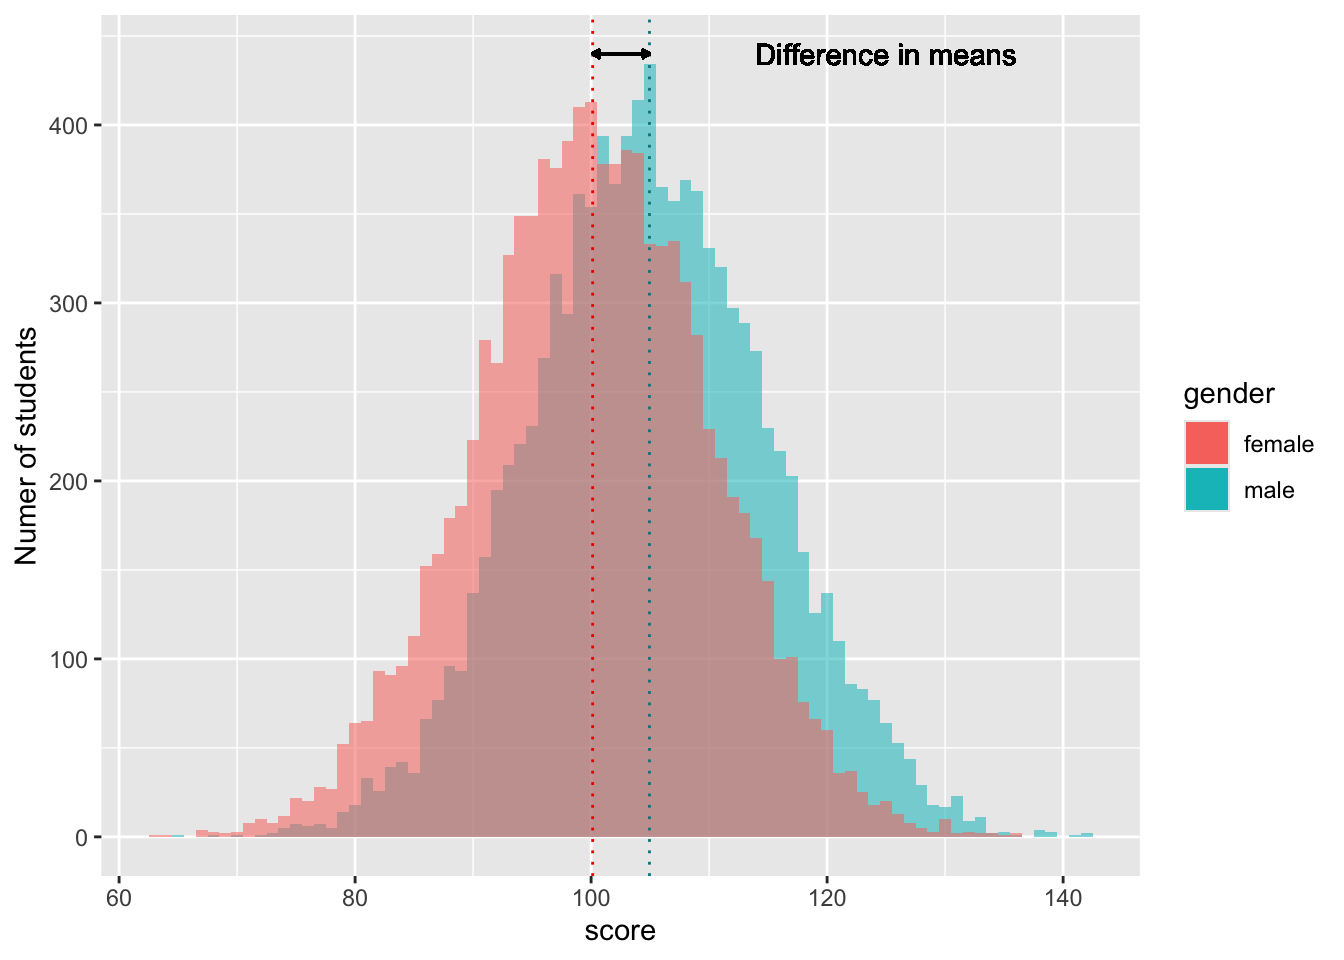 Difference in means
Numer of students
400
300
200
100
0
60 80 100 120 140
score
gender
female
male